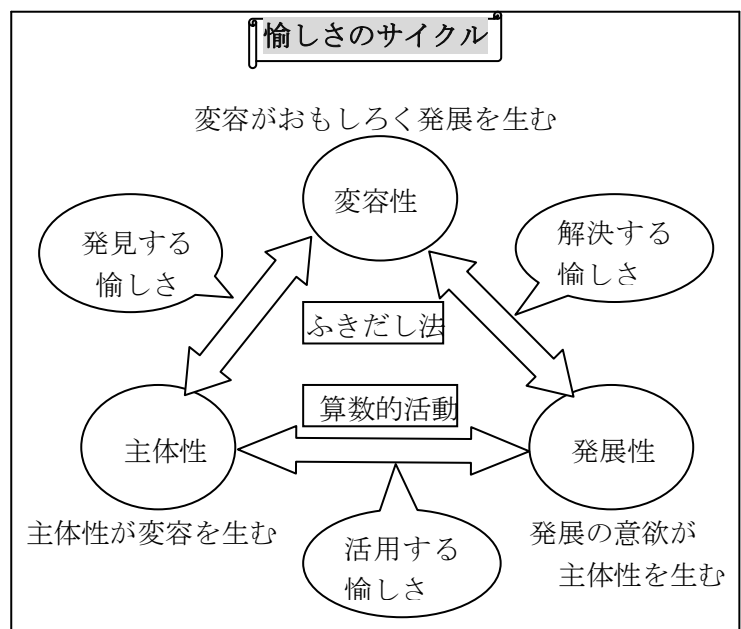 愉しさのサイクル
変容がおもしろく発展を生む
変容性
発見する
愉しさ
解決する
愉しさ
ふきだし法
算数的活動
主体性
発展性
主体性が変容を生む
活用する
愉しさ
発展の意欲が
主体性を生む